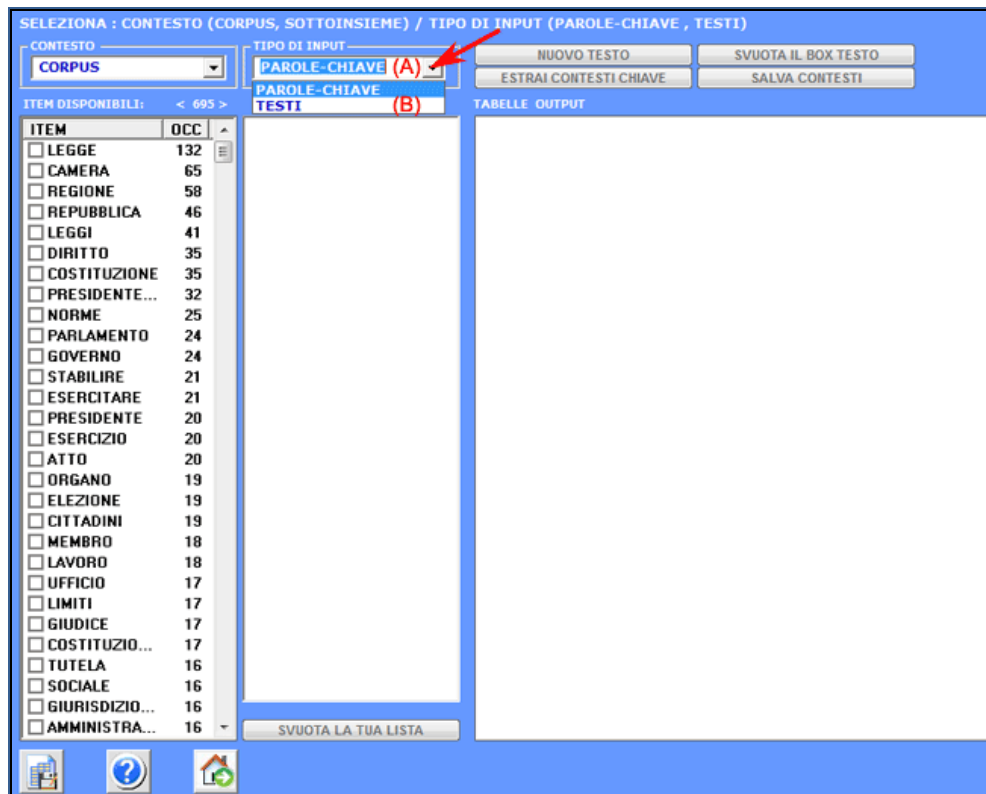 SELEZIONA : CONTESTO (CORPUS, SOTTOINSIEME) / TIPO DI INPUT (PAROLE-CHIAVE , TESTI)
CONTESTO
CORPUS
TIPO DI INPUT
PAROLE-CHIAVE (A)
PAROLE-CHIAVE
TESTI (B)
NUOVO TESTO
SVUOTA IL BOX TESTO
ESTRAI CONTESTI CHIAVE
SALVA CONTESTI
ITEM DISPONIBILI: < 695 >
TABELLE OUTPUT
ITEM OCC
LEGGE 132
CAMERA 65
REGIONE 58
REPUBBLICA 46
LEGGI 41
DIRITTO 35
COSTITUZIONE 35
PRESIDENTE... 32
NORME 25
PARLAMENTO 24
GOVERNO 24
STABILIRE 21
ESERCITARE 21
PRESIDENTE 20
ESERCIZIO 20
ATTO 20
ORGANO 19
ELEZIONE 19
CITTADINI 19
MEMBRO 18
LAVORO 18
UFFICIO 17
LIMITI 17
GIUDICE 17
COSTITUZIO... 17
TUTELA 16
SOCIALE 16
GIURISDIZIO... 16
AMMINISTRA... 16
SVUOTA LA TUA LISTA